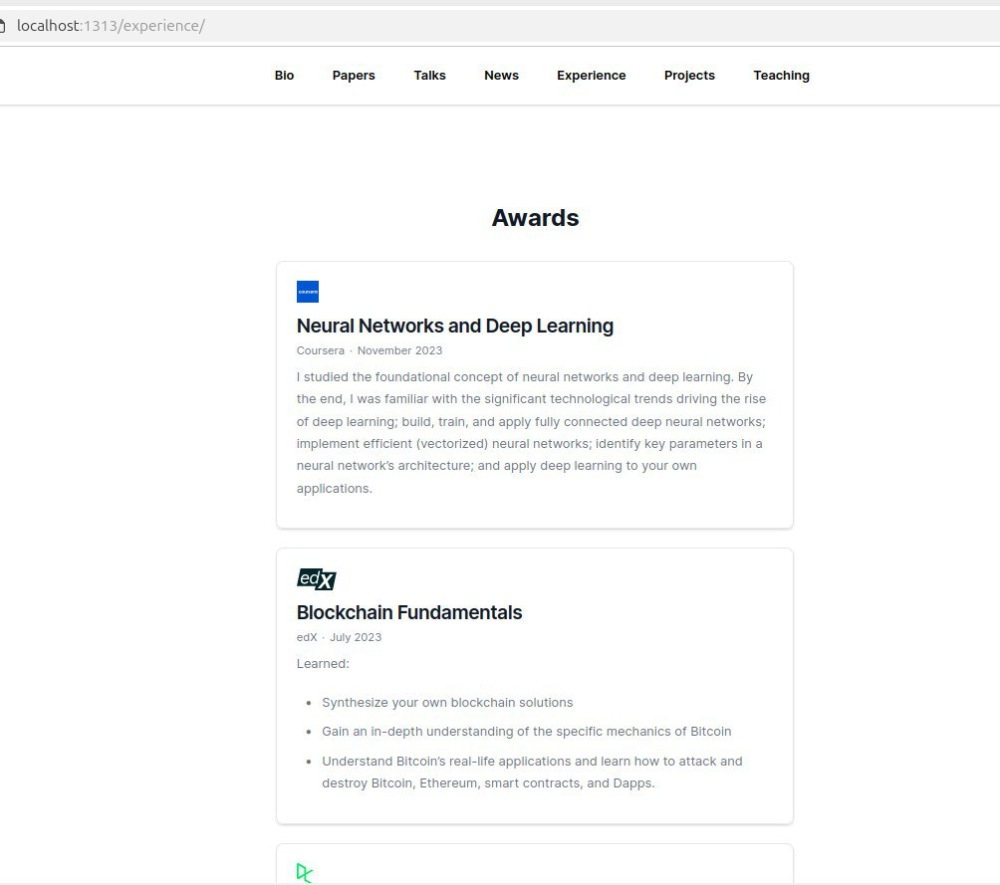 localhost:1313/experience/
Bio Papers Talks News Experience Projects Teaching
Awards
coursera
Neural Networks and Deep Learning
Coursera · November 2023
I studied the foundational concept of neural networks and deep learning. By
the end, I was familiar with the significant technological trends driving the rise
of deep learning; build, train, and apply fully connected deep neural networks;
implement efficient (vectorized) neural networks; identify key parameters in a
neural network’s architecture; and apply deep learning to your own
applications.
edX
Blockchain Fundamentals
edX · July 2023
Learned:
• Synthesize your own blockchain solutions
• Gain an in-depth understanding of the specific mechanics of Bitcoin
• Understand Bitcoin’s real-life applications and learn how to attack and
destroy Bitcoin, Ethereum, smart contracts, and Dapps.